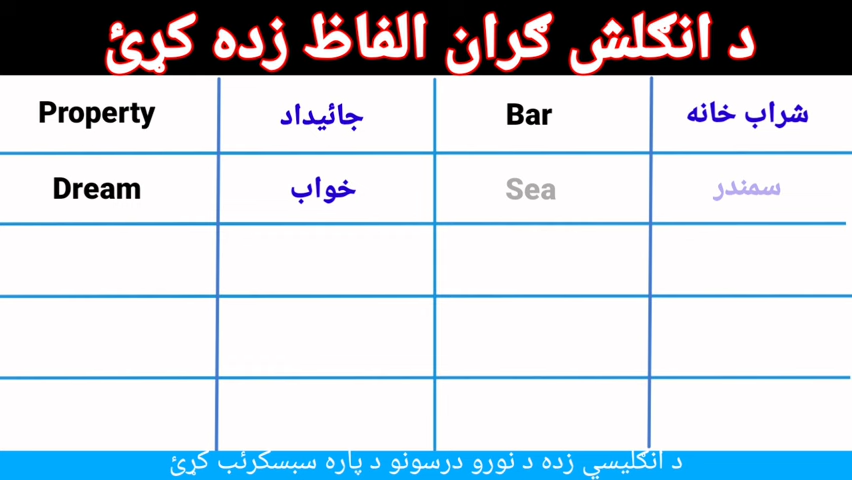 د انګلش ګران الفاظ زده کړئ
Property جائیداد Bar شراب خانه
Dream خواب Sea سمندر
د انګلیسي زده د نورو درسونو د پاره سبسکرئب کړئ